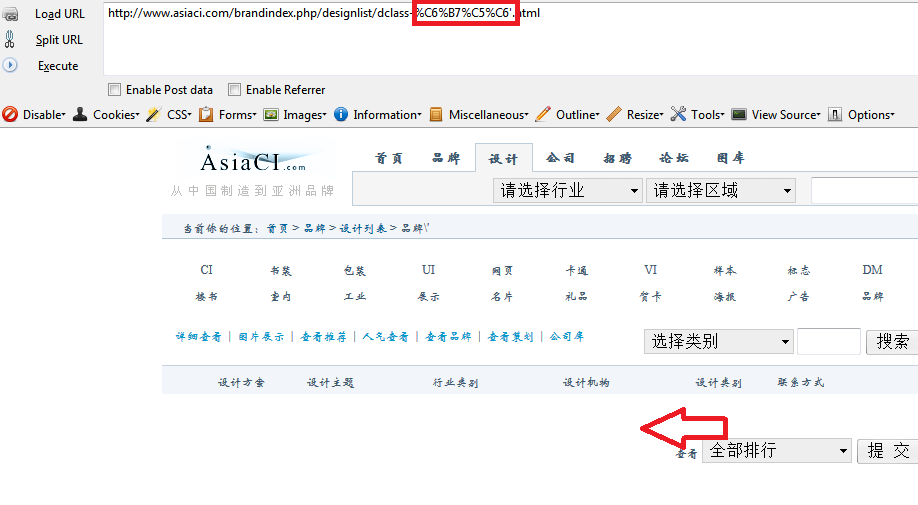 Load URL
http://www.asiaci.com/brandindex.php/designlist/dclass-%C6%B7%C5%C6'.html
Split URL
Execute
Enable Post data Enable Referrer
Disable▾ Cookies▾ CSS▾ Forms▾ Images▾ Information▾ Miscellaneous▾ Outline▾ Resize▾ Tools▾ View Source▾ Options▾
AsiaCI.com
首页 品牌 设计 公司 招聘 论坛 图库
从中国制造到亚洲品牌
请选择行业 请选择区域
当前你的位置：首页 > 品牌 > 设计列表 > 品牌\'
CI 书装 包装 UI 网页 卡通 VI 样本 标志 DM
楼书 室内 工业 展示 名片 礼品 贺卡 海报 广告 品牌
详细查看 | 图片展示 | 查看推荐 | 人气查看 | 查看品牌 | 查看策划 | 公司库
选择类别 搜索
设计方案 设计主题 行业类别 设计机构 设计类别 联系方式
查看 全部排行 提 交